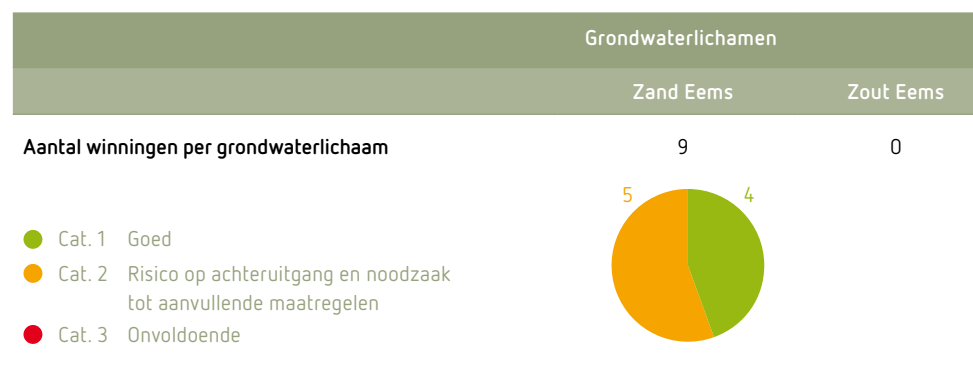 Grondwaterlichamen
Zand Eems Zout Eems
Aantal winningen per grondwaterlichaam 9 0
5 4
Cat. 1 Goed
Cat. 2 Risico op achteruitgang en noodzaak
tot aanvullende maatregelen
Cat. 3 Onvoldoende